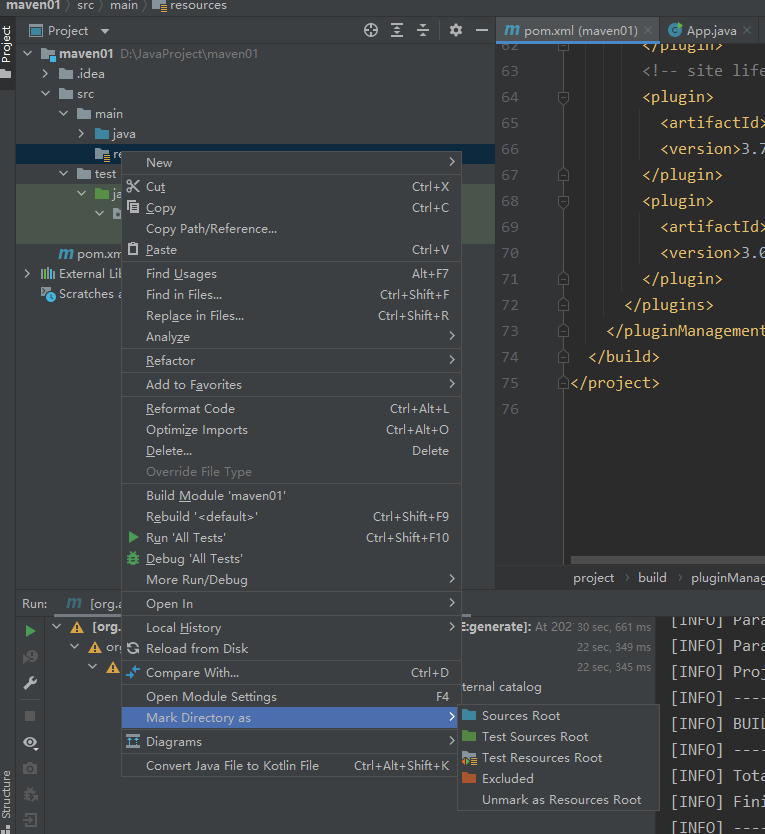 maven01 › src › main › resources
Project
Project
pom.xml (maven01)
App.java
maven01 D:\JavaProject\maven01
.idea
src
main
java
test
pom.xm
External Lib
Scratches a
New
Cut Ctrl+X
Copy Ctrl+C
Copy Path/Reference...
Paste Ctrl+V
Find Usages Alt+F7
Find in Files... Ctrl+Shift+F
Replace in Files... Ctrl+Shift+R
Analyze
Refactor
Add to Favorites
Reformat Code Ctrl+Alt+L
Optimize Imports Ctrl+Alt+O
Delete... Delete
Override File Type
Build Module 'maven01'
Rebuild '<default>' Ctrl+Shift+F9
Run 'All Tests' Ctrl+Shift+F10
Debug 'All Tests'
More Run/Debug
Open In
Local History
Reload from Disk
Compare With... Ctrl+D
Open Module Settings F4
Mark Directory as
Diagrams
Convert Java File to Kotlin File Ctrl+Alt+Shift+K
Sources Root
Test Sources Root
Test Resources Root
Excluded
Unmark as Resources Root
62 </plugin>
63 <!-- site life
64 <plugin>
65 <artifactId>
66 <version>3.7
67 </plugin>
68 <plugin>
69 <artifactId>
70 <version>3.0
71 </plugin>
72 </plugins>
73 </pluginManagement
74 </build>
75 </project>
76
project › build › pluginManag
Run:
[org.a
[org.
E:generate]: At 202 30 sec, 661 ms
org
22 sec, 349 ms
22 sec, 345 ms
ternal catalog
[INFO] Para
[INFO] Para
[INFO] Proj
[INFO] ----
[INFO] BUIL
[INFO] ----
[INFO] Tota
[INFO] Fini
[INFO] ----
Structure